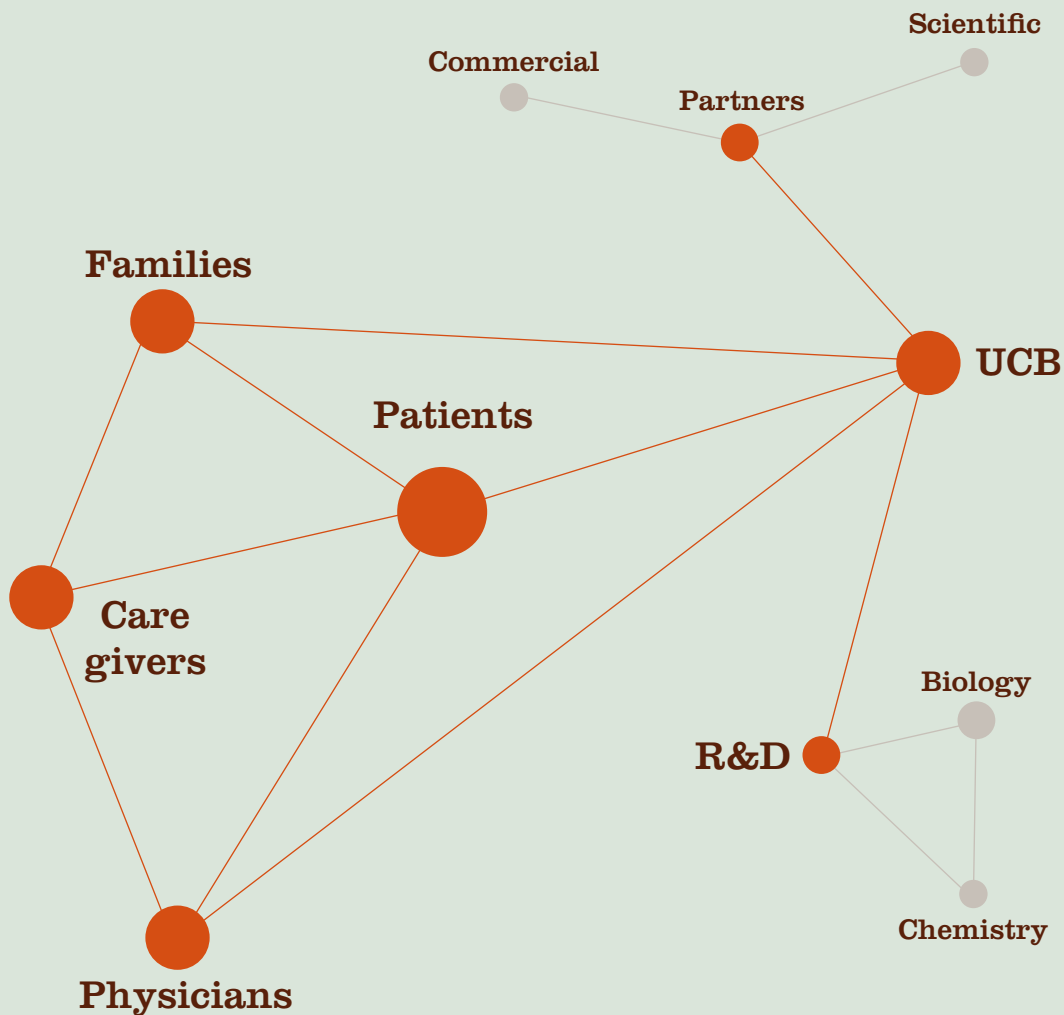 Scientific
Commercial
Partners
Families
UCB
Patients
Care
givers
Biology
R&D
Chemistry
Physicians